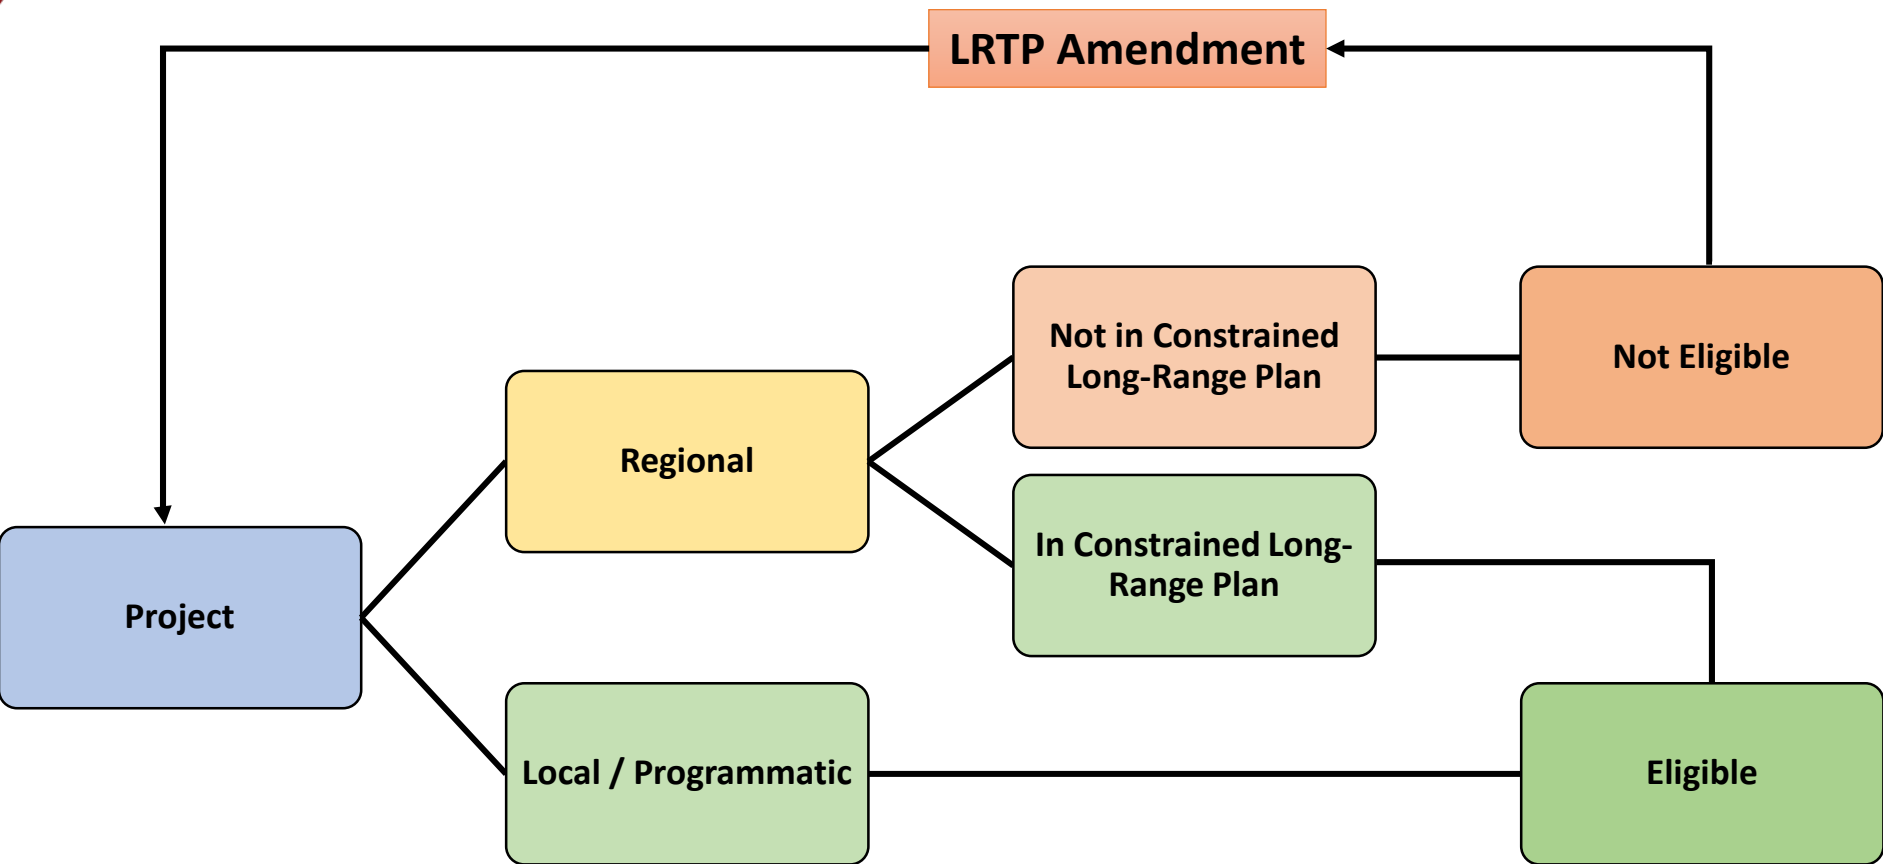 LRTP Amendment
Not in Constrained
Long-Range Plan
Not Eligible
Regional
In Constrained Long-
Range Plan
Project
Local / Programmatic
Eligible